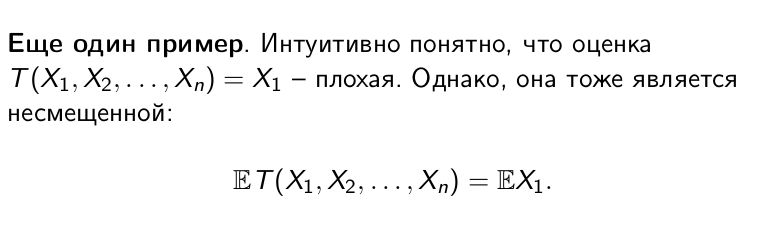 Еще один пример. Интуитивно понятно, что оценка
T(X₁, X₂, . . . , Xₙ) = X₁ – плохая. Однако, она тоже является
несмещенной:
𝔼 T(X₁, X₂, . . . , Xₙ) = 𝔼X₁.